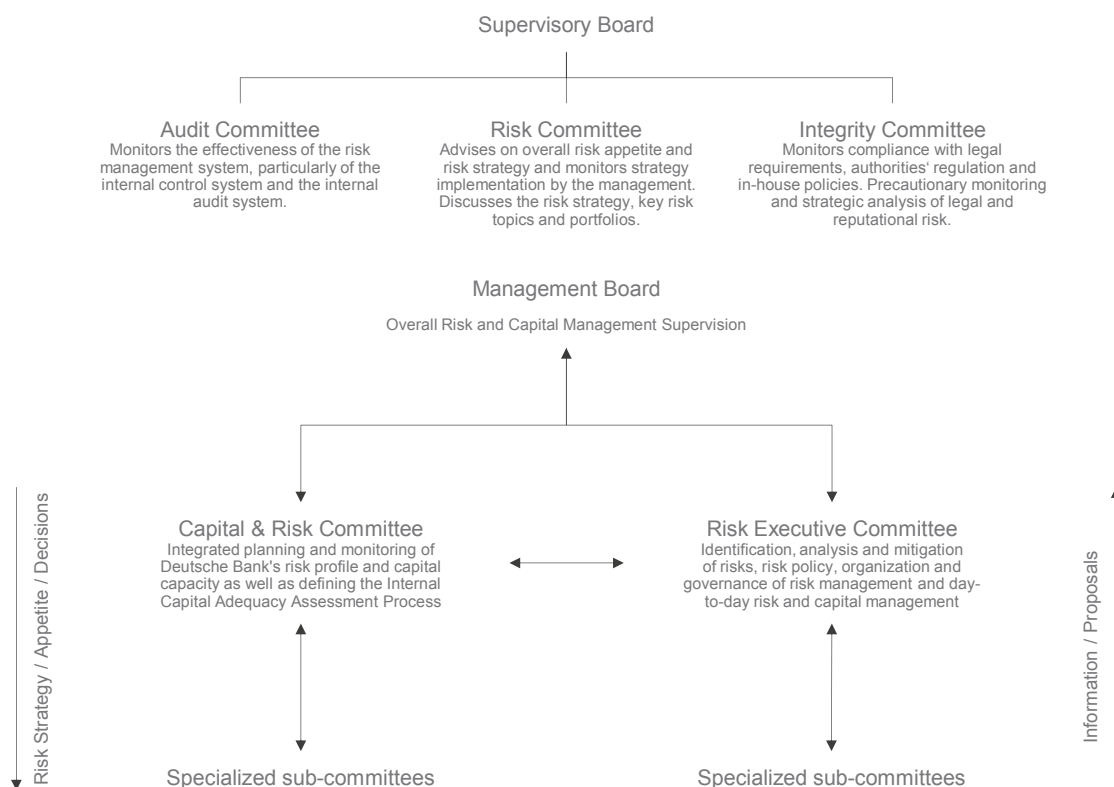 Supervisory Board
Audit Committee
Monitors the effectiveness of the risk
management system, particularly of the
internal control system and the internal
audit system.
Risk Committee
Advises on overall risk appetite and
risk strategy and monitors strategy
implementation by the management.
Discusses the risk strategy, key risk
topics and portfolios.
Integrity Committee
Monitors compliance with legal
requirements, authorities‘ regulation and
in-house policies. Precautionary monitoring
and strategic analysis of legal and
reputational risk.
Management Board
Overall Risk and Capital Management Supervision
Risk Strategy / Appetite / Decisions
Capital & Risk Committee
Integrated planning and monitoring of
Deutsche Bank's risk profile and capital
capacity as well as defining the Internal
Capital Adequacy Assessment Process
Risk Executive Committee
Identification, analysis and mitigation
of risks, risk policy, organization and
governance of risk management and day-
to-day risk and capital management
Information / Proposals
Specialized sub-committees
Specialized sub-committees